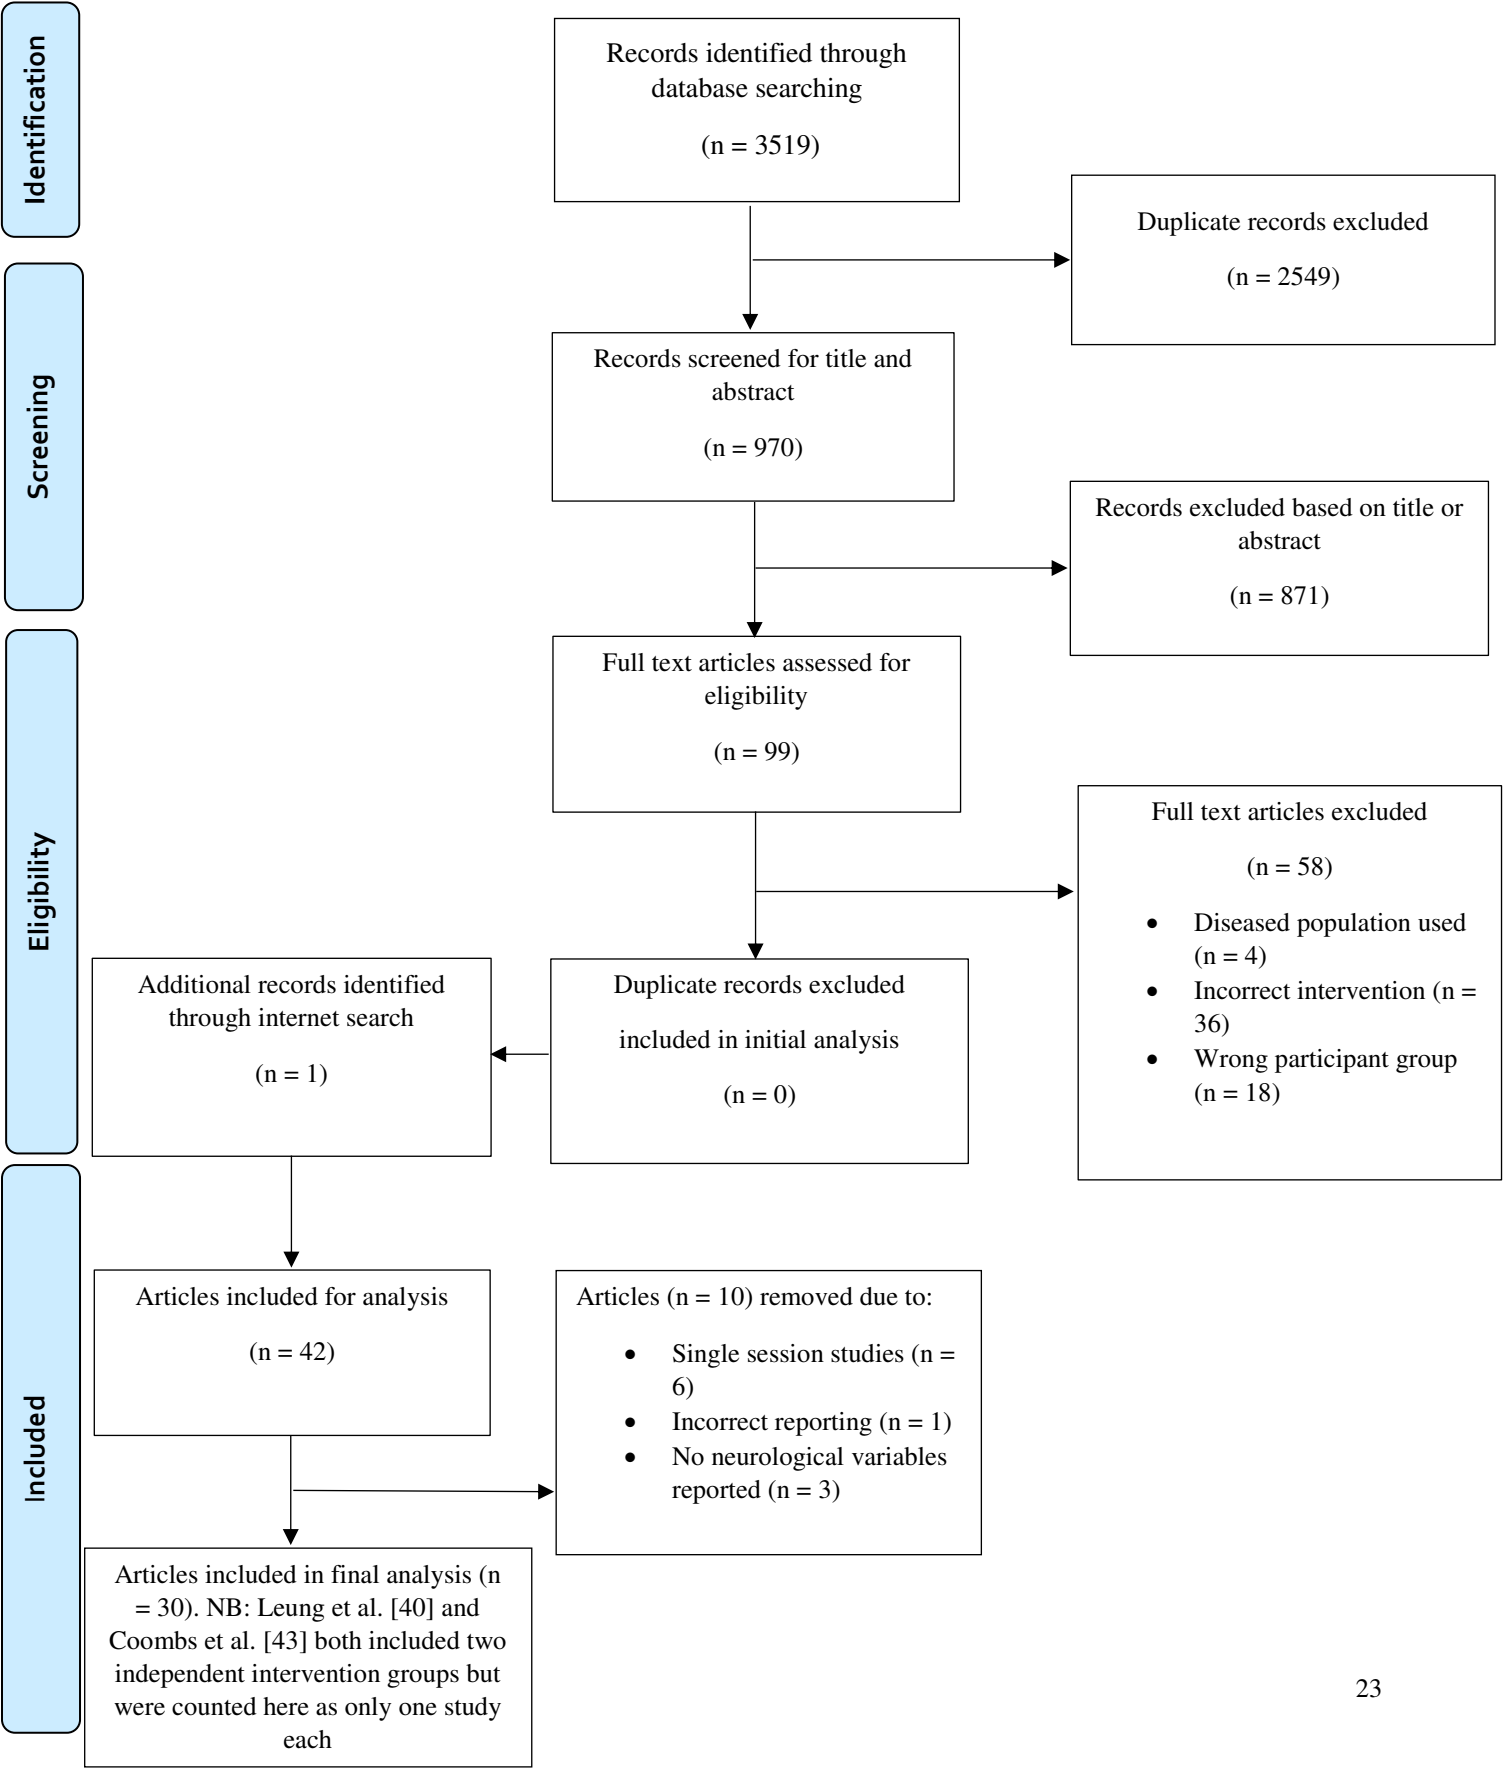 Identification
Records identified through
database searching
(n = 3519)
Duplicate records excluded
(n = 2549)
Screening
Records screened for title and
abstract
(n = 970)
Records excluded based on title or
abstract
(n = 871)
Eligibility
Full text articles assessed for
eligibility
(n = 99)
Full text articles excluded
(n = 58)
• Diseased population used
(n = 4)
• Incorrect intervention (n =
36)
• Wrong participant group
(n = 18)
Duplicate records excluded
included in initial analysis
(n = 0)
Additional records identified
through internet search
(n = 1)
Included
Articles included for analysis
(n = 42)
Articles (n = 10) removed due to:
• Single session studies (n =
6)
• Incorrect reporting (n = 1)
• No neurological variables
reported (n = 3)
Articles included in final analysis (n
= 30). NB: Leung et al. [40] and
Coombs et al. [43] both included two
independent intervention groups but
were counted here as only one study
each
23